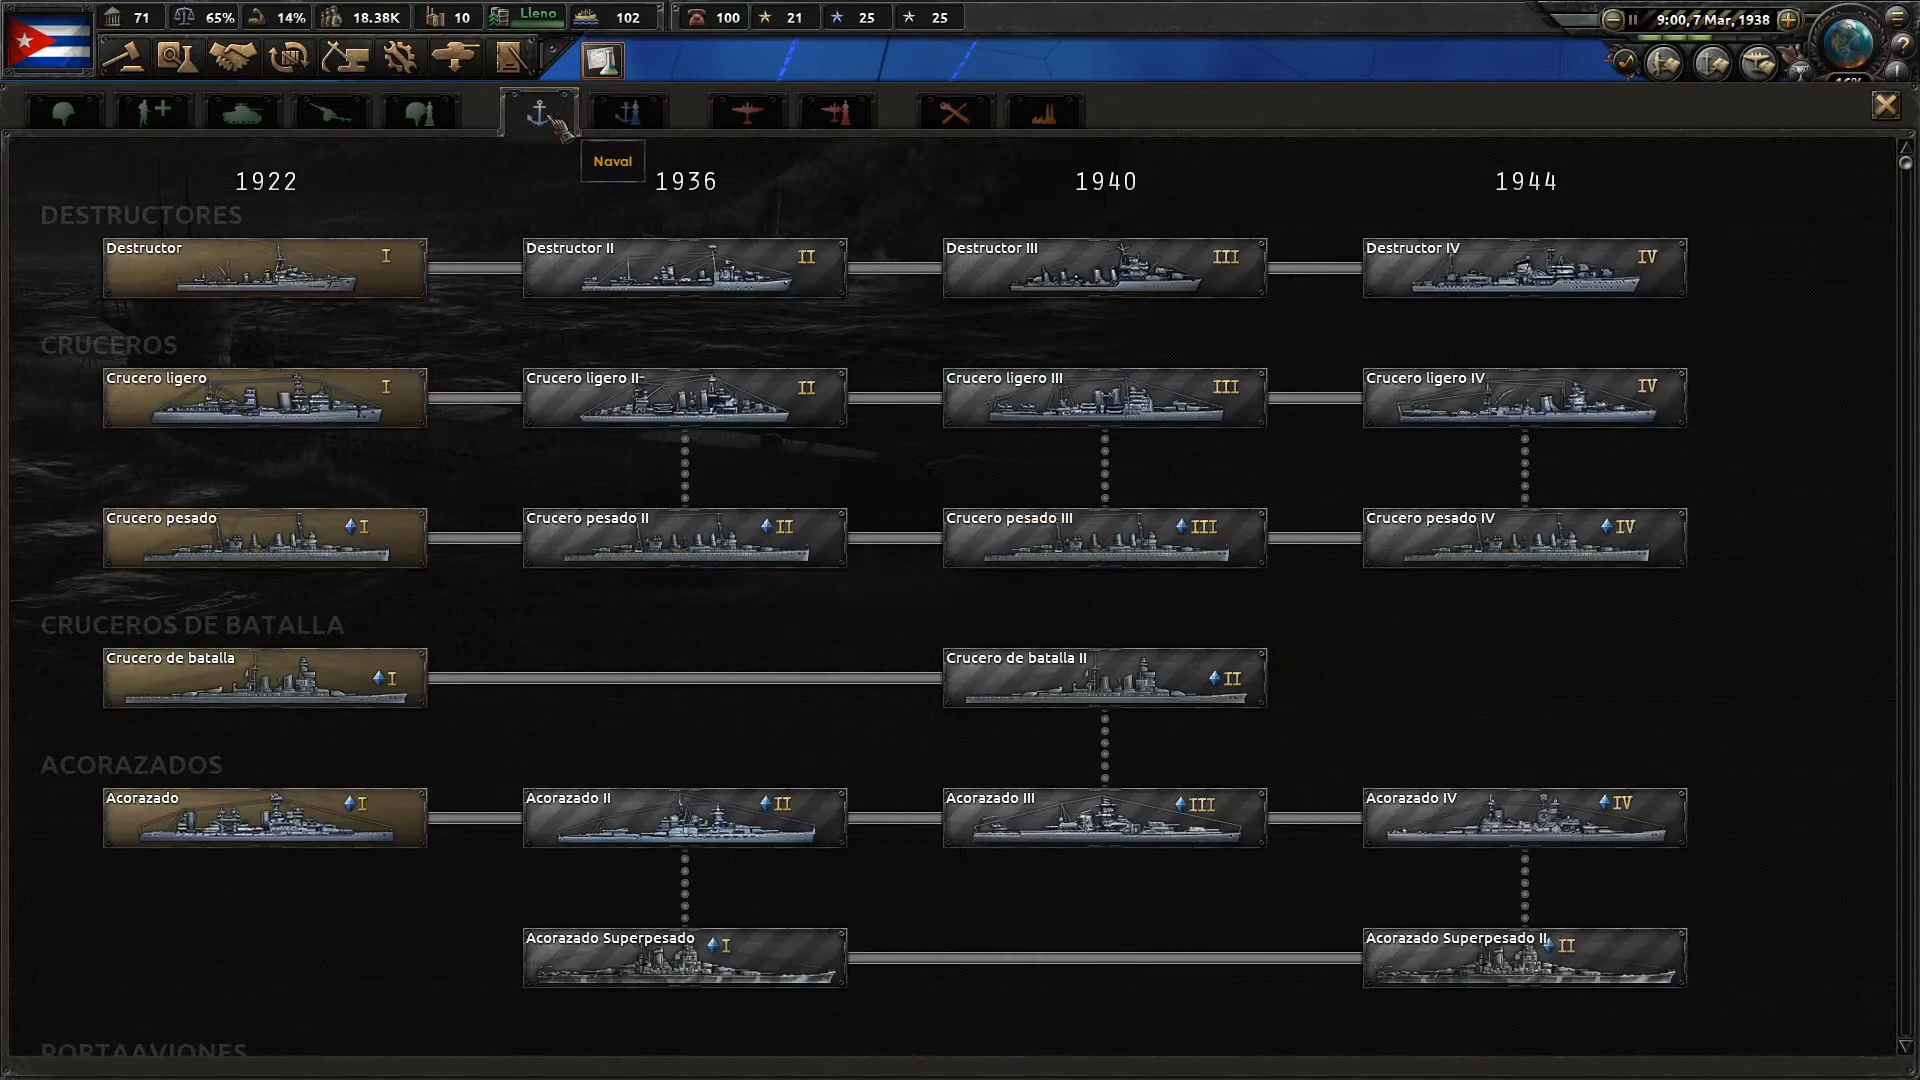 71 65% 14% 18.38K 10 Lleno 102 100 21 25 25 9:00, 7 Mar, 1938
16%
Naval
1922 1936 1940 1944
DESTRUCTORES
Destructor I Destructor II II Destructor III III Destructor IV IV
CRUCEROS
Crucero ligero I Crucero ligero II II Crucero ligero III III Crucero ligero IV IV
Crucero pesado I Crucero pesado II II Crucero pesado III III Crucero pesado IV IV
CRUCEROS DE BATALLA
Crucero de batalla I Crucero de batalla II II
ACORAZADOS
Acorazado I Acorazado II II Acorazado III III Acorazado IV IV
Acorazado Superpesado I Acorazado Superpesado II II
PORTAAVIONES